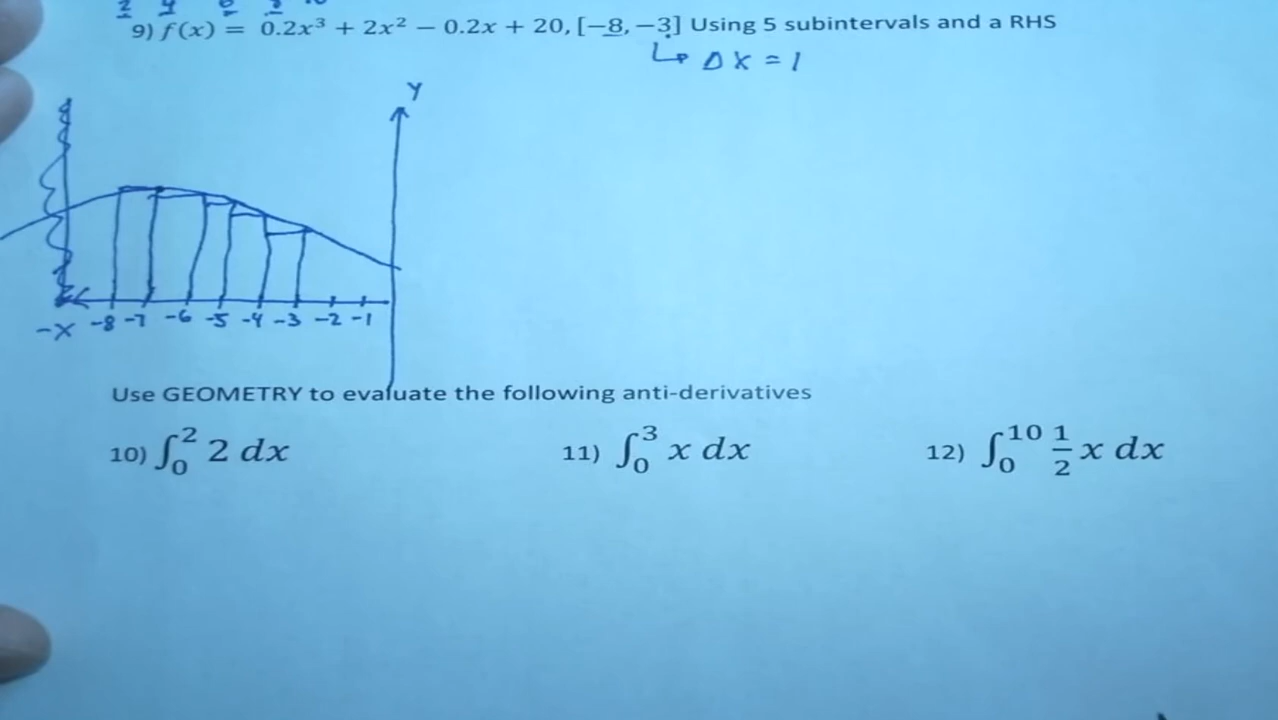 9) f(x) = 0.2x³ + 2x² − 0.2x + 20, [−8, −3] Using 5 subintervals and a RHS
↳ Δx = 1
Y
-x -8 -7 -6 -5 -4 -3 -2 -1
Use GEOMETRY to evaluate the following anti-derivatives
10) ∫₀² 2 dx 11) ∫₀³ x dx 12) ∫₀¹⁰ ½x dx